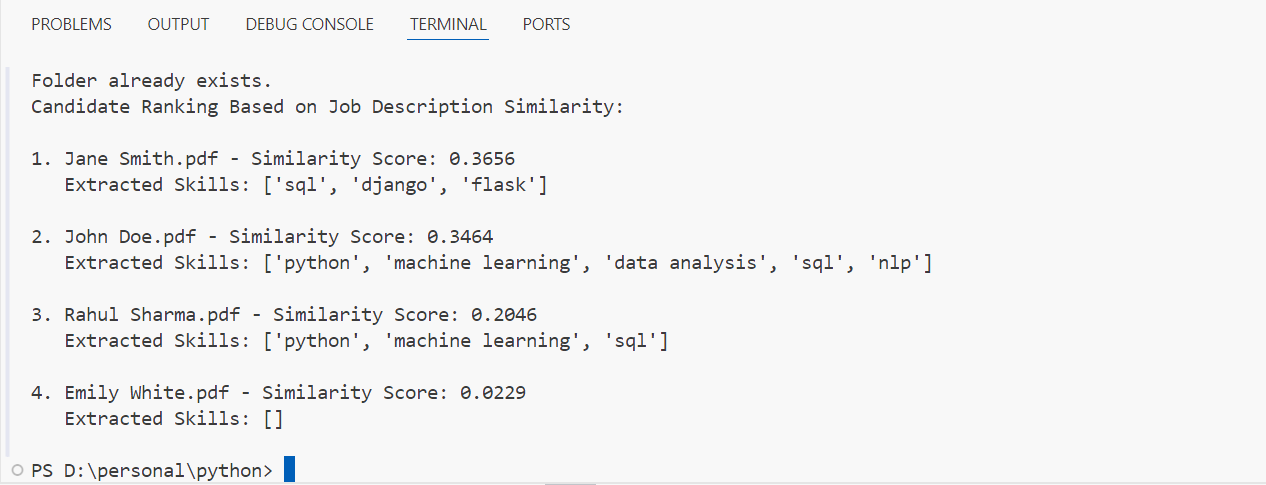 PROBLEMS OUTPUT DEBUG CONSOLE TERMINAL PORTS
Folder already exists.
Candidate Ranking Based on Job Description Similarity:
1. Jane Smith.pdf - Similarity Score: 0.3656
Extracted Skills: ['sql', 'django', 'flask']
2. John Doe.pdf - Similarity Score: 0.3464
Extracted Skills: ['python', 'machine learning', 'data analysis', 'sql', 'nlp']
3. Rahul Sharma.pdf - Similarity Score: 0.2046
Extracted Skills: ['python', 'machine learning', 'sql']
4. Emily White.pdf - Similarity Score: 0.0229
Extracted Skills: []
PS D:\personal\python>